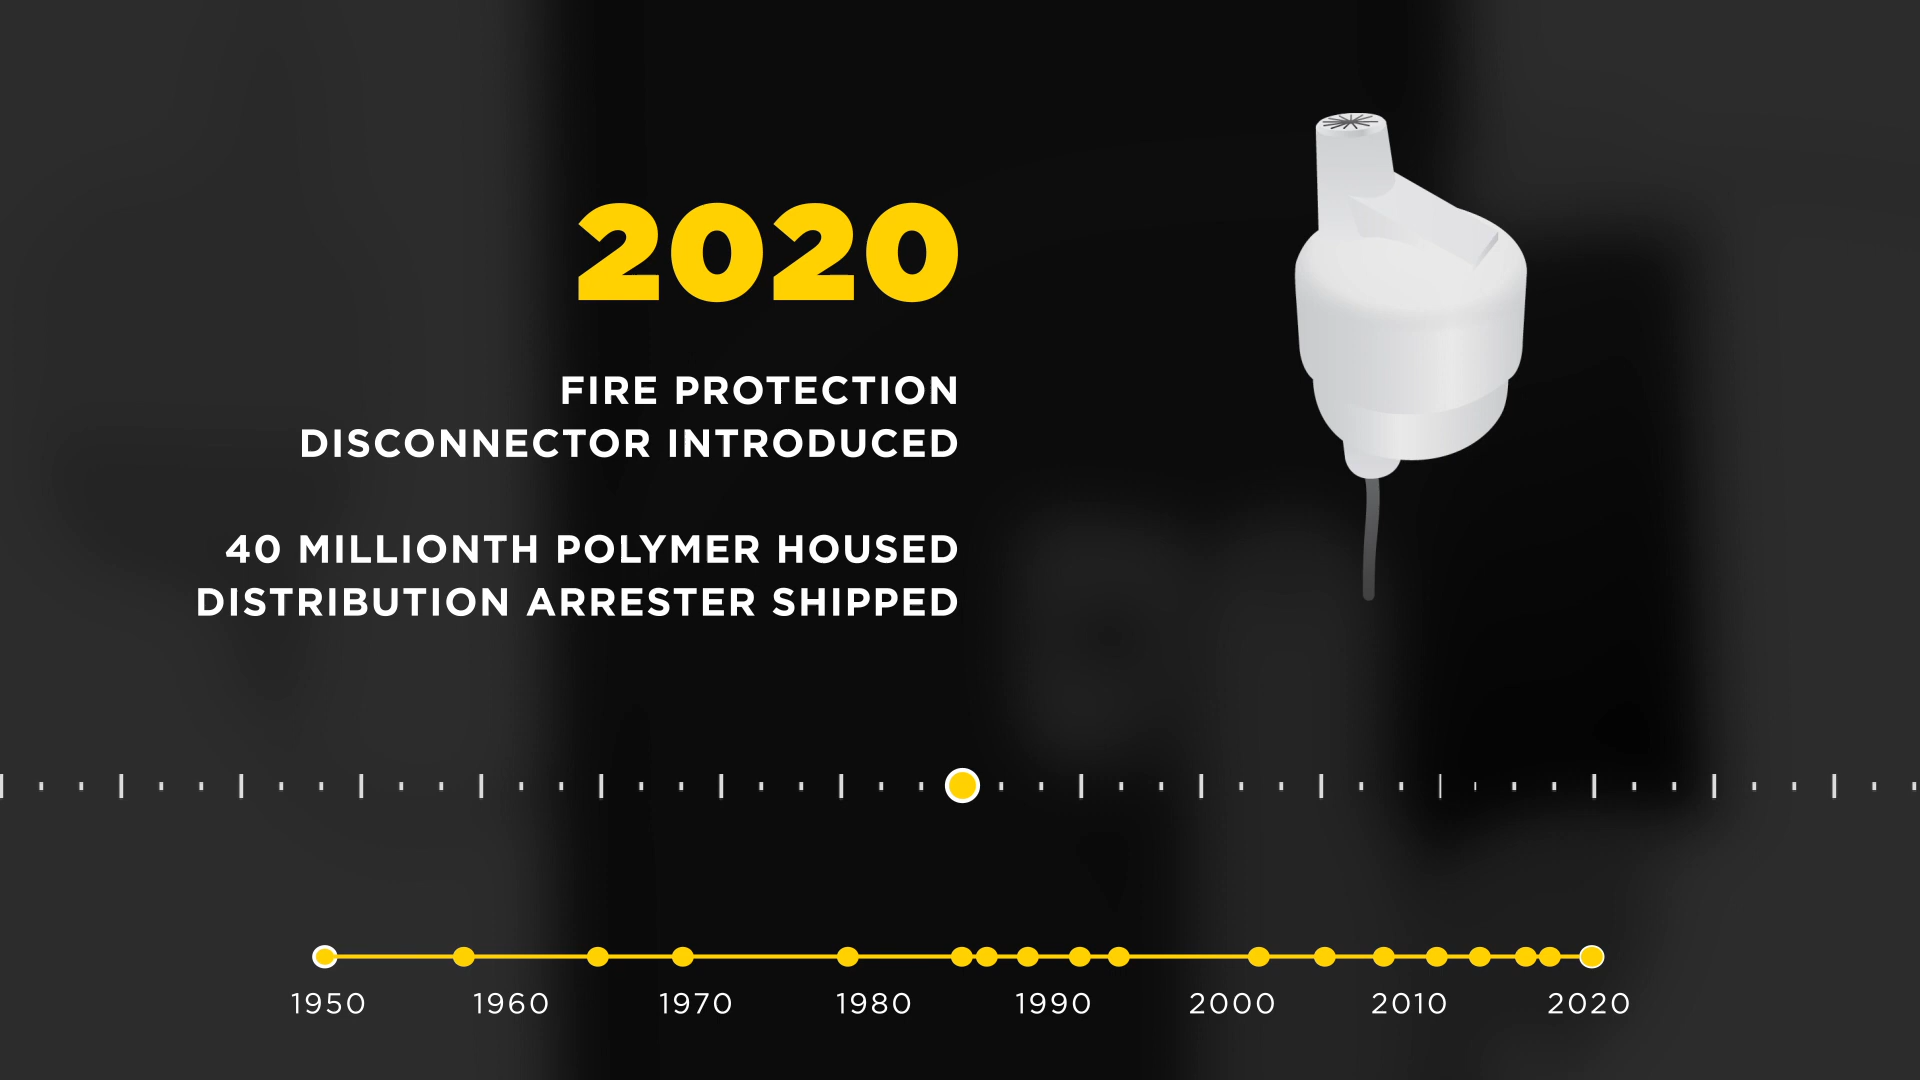 2020
FIRE PROTECTION
DISCONNECTOR INTRODUCED
40 MILLIONTH POLYMER HOUSED
DISTRIBUTION ARRESTER SHIPPED
1950 1960 1970 1980 1990 2000 2010 2020